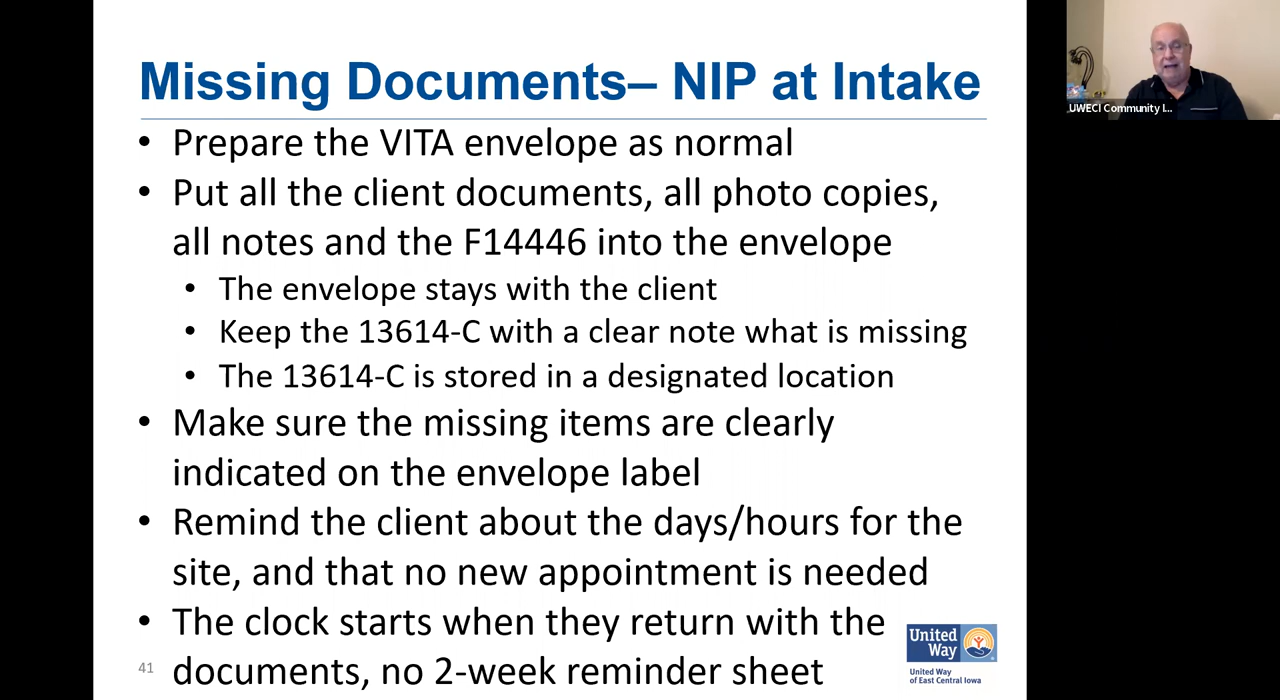 Missing Documents– NIP at Intake
• Prepare the VITA envelope as normal
• Put all the client documents, all photo copies,
all notes and the F14446 into the envelope
• The envelope stays with the client
• Keep the 13614-C with a clear note what is missing
• The 13614-C is stored in a designated location
• Make sure the missing items are clearly
indicated on the envelope label
• Remind the client about the days/hours for the
site, and that no new appointment is needed
• The clock starts when they return with the
documents, no 2-week reminder sheet
41
United
Way
United Way
of East Central Iowa
UWECI Community I...